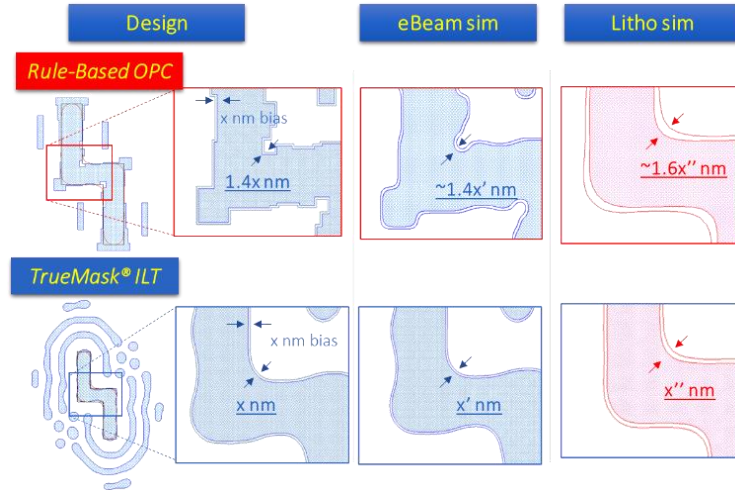 Design
eBeam sim
Litho sim
Rule-Based OPC
x nm bias
1.4x nm
~1.4x’ nm
~1.6x’’ nm
TrueMask® ILT
x nm bias
x nm
x’ nm
x’’ nm